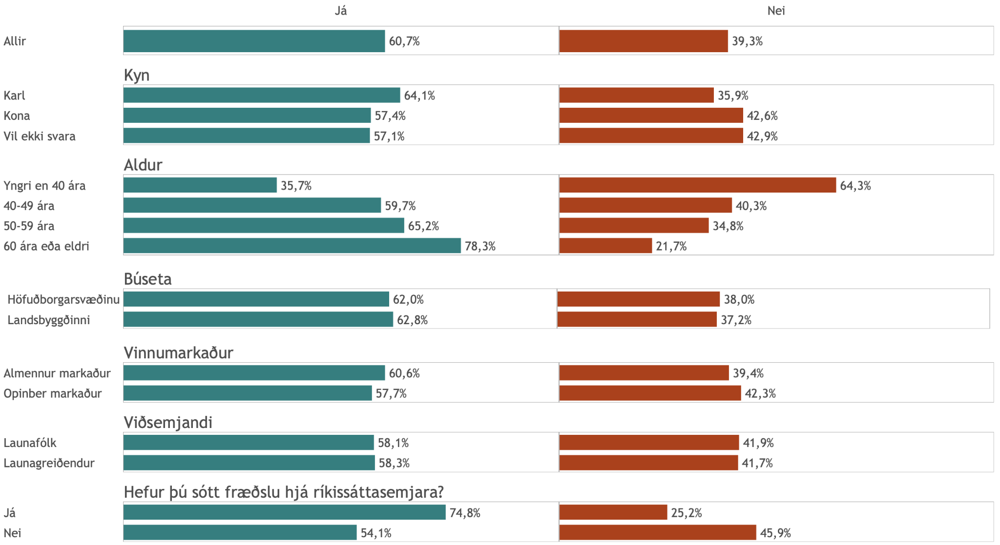 Já Nei
Allir 60,7% 39,3%
Kyn
Karl 64,1% 35,9%
Kona 57,4% 42,6%
Vil ekki svara 57,1% 42,9%
Aldur
Yngri en 40 ára 35,7% 64,3%
40-49 ára 59,7% 40,3%
50-59 ára 65,2% 34,8%
60 ára eða eldri 78,3% 21,7%
Búseta
Höfuðborgarsvæðinu 62,0% 38,0%
Landsbyggðinni 62,8% 37,2%
Vinnumarkaður
Almennur markaður 60,6% 39,4%
Opinber markaður 57,7% 42,3%
Viðsemjandi
Launafólk 58,1% 41,9%
Launagreiðendur 58,3% 41,7%
Hefur þú sótt fræðslu hjá ríkissáttasemjara?
Já 74,8% 25,2%
Nei 54,1% 45,9%